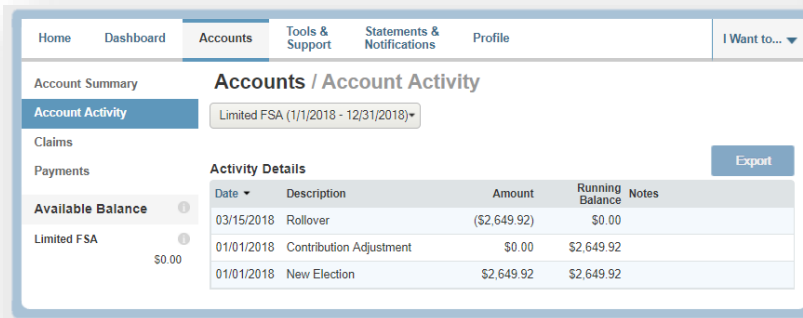 Home Dashboard Accounts Tools & Support Statements & Notifications Profile I Want to...
Account Summary
Account Activity
Claims
Payments
Available Balance
Limited FSA
$0.00
Accounts / Account Activity
Limited FSA (1/1/2018 - 12/31/2018)
Export
Activity Details
Date Description Amount Running Balance Notes
03/15/2018 Rollover ($2,649.92) $0.00
01/01/2018 Contribution Adjustment $0.00 $2,649.92
01/01/2018 New Election $2,649.92 $2,649.92